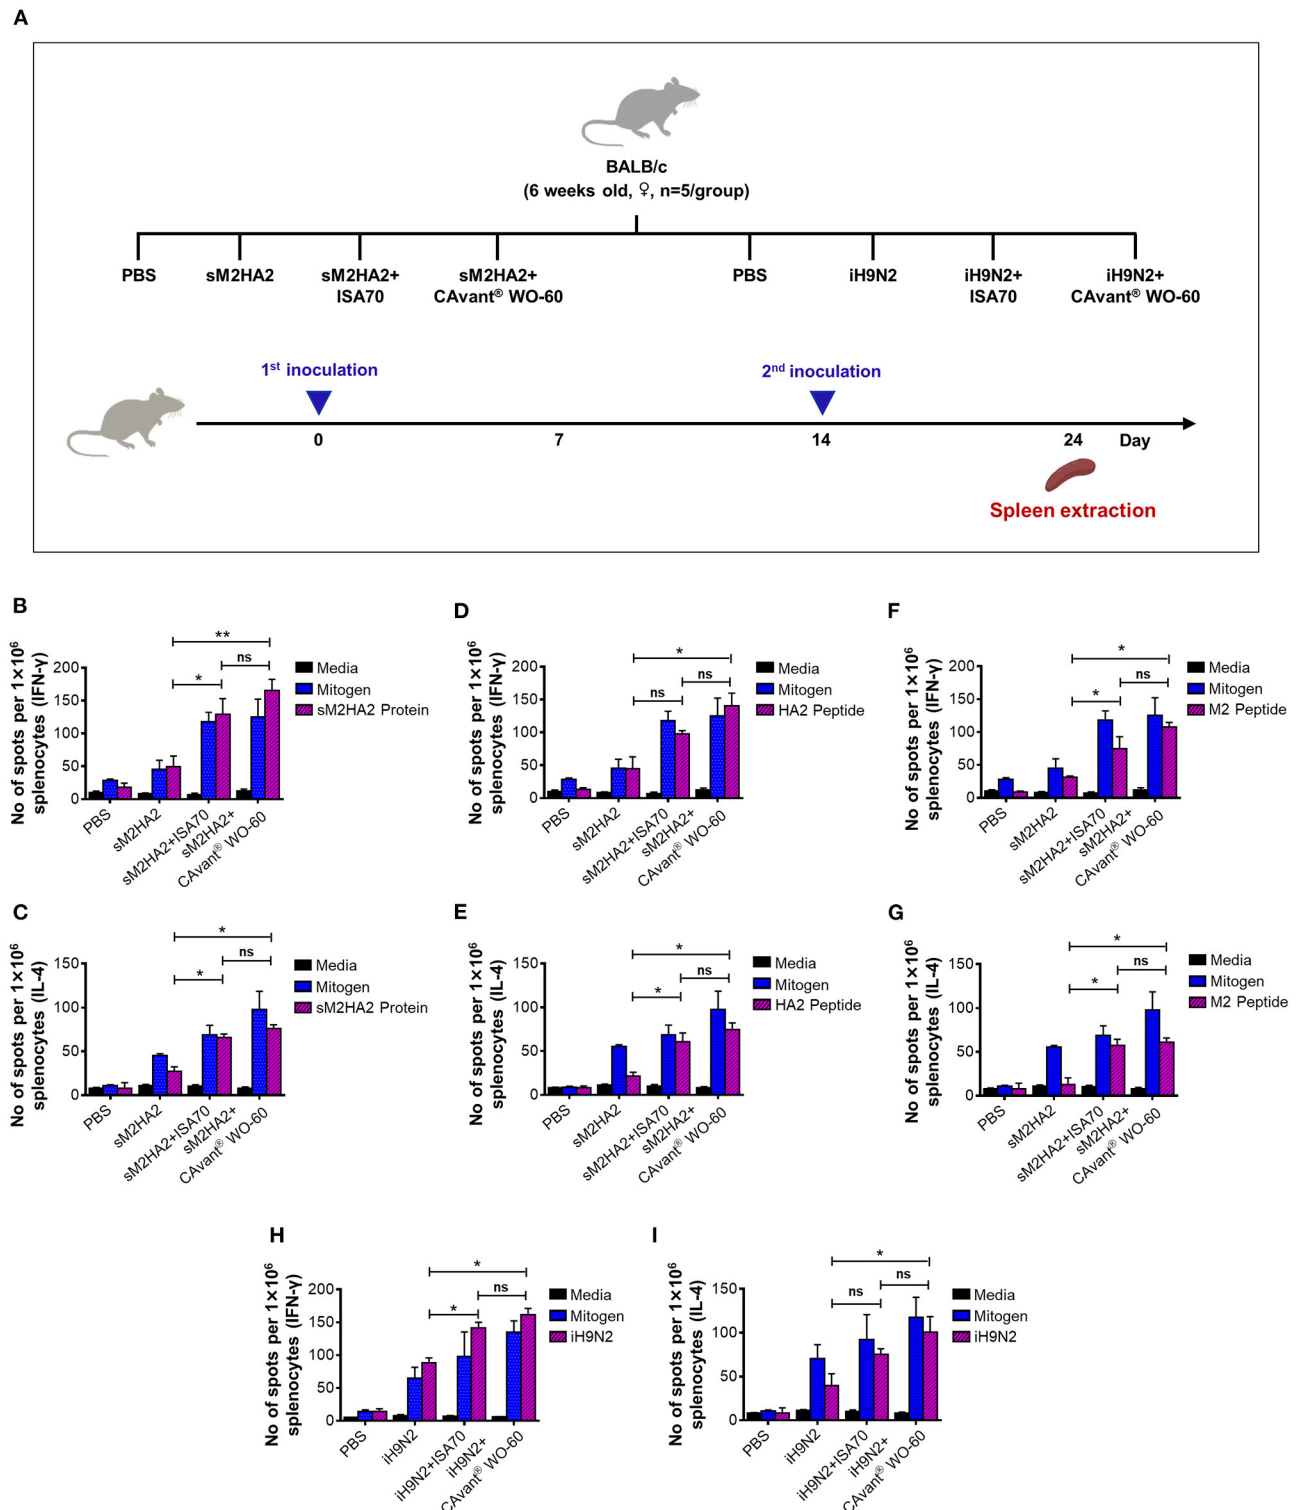 A
BALB/c
(6 weeks old, ♀, n=5/group)
PBS
sM2HA2
sM2HA2+
ISA70
sM2HA2+
CAvant® WO-60
PBS
iH9N2
iH9N2+
ISA70
iH9N2+
CAvant® WO-60
1st inoculation
2nd inoculation
0
7
14
24
Day
Spleen extraction
B
No of spots per 1×10⁶
splenocytes (IFN-γ)
200
150
100
50
0
**
ns
*
Media
Mitogen
sM2HA2 Protein
PBS
sM2HA2
sM2HA2+ISA70
sM2HA2+
CAvant® WO-60
D
No of spots per 1×10⁶
splenocytes (IFN-γ)
200
150
100
50
0
*
ns
ns
Media
Mitogen
HA2 Peptide
PBS
sM2HA2
sM2HA2+ISA70
sM2HA2+
CAvant® WO-60
F
No of spots per 1×10⁶
splenocytes (IFN-γ)
200
150
100
50
0
*
ns
*
Media
Mitogen
M2 Peptide
PBS
sM2HA2
sM2HA2+ISA70
sM2HA2+
CAvant® WO-60
C
No of spots per 1×10⁶
splenocytes (IL-4)
150
100
50
0
*
ns
*
Media
Mitogen
sM2HA2 Protein
PBS
sM2HA2
sM2HA2+ISA70
sM2HA2+
CAvant® WO-60
E
No of spots per 1×10⁶
splenocytes (IL-4)
150
100
50
0
*
ns
*
Media
Mitogen
HA2 Peptide
PBS
sM2HA2
sM2HA2+ISA70
sM2HA2+
CAvant® WO-60
G
No of spots per 1×10⁶
splenocytes (IL-4)
150
100
50
0
*
ns
*
Media
Mitogen
M2 Peptide
PBS
sM2HA2
sM2HA2+ISA70
sM2HA2+
CAvant® WO-60
H
No of spots per 1×10⁶
splenocytes (IFN-γ)
200
150
100
50
0
*
ns
*
Media
Mitogen
iH9N2
PBS
iH9N2
iH9N2+ISA70
iH9N2+
CAvant® WO-60
I
No of spots per 1×10⁶
splenocytes (IL-4)
150
100
50
0
*
ns
ns
Media
Mitogen
iH9N2
PBS
iH9N2
iH9N2+ISA70
iH9N2+
CAvant® WO-60